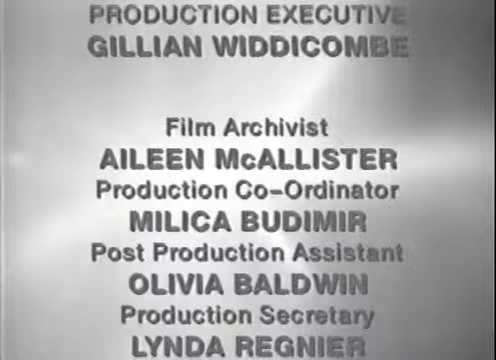 PRODUCTION EXECUTIVE
GILLIAN WIDDICOMBE
Film Archivist
AILEEN McALLISTER
Production Co-Ordinator
MILICA BUDIMIR
Post Production Assistant
OLIVIA BALDWIN
Production Secretary
LYNDA REGNIER